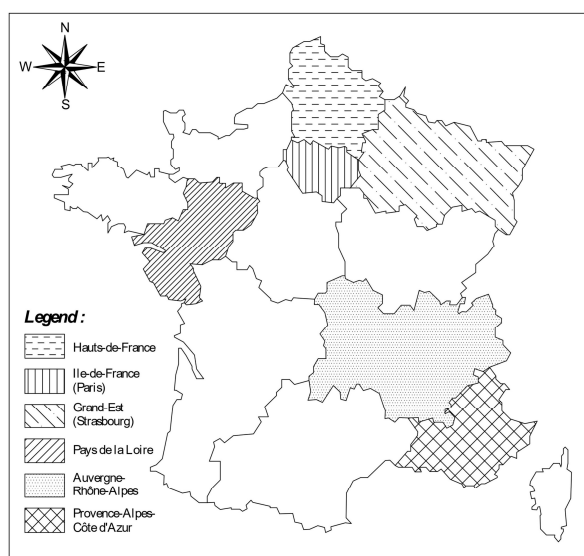 N
W E
S
Legend :
Hauts-de-France
Ile-de-France
(Paris)
Grand-Est
(Strasbourg)
Pays de la Loire
Auvergne-
Rhône-Alpes
Provence-Alpes-
Côte d'Azur